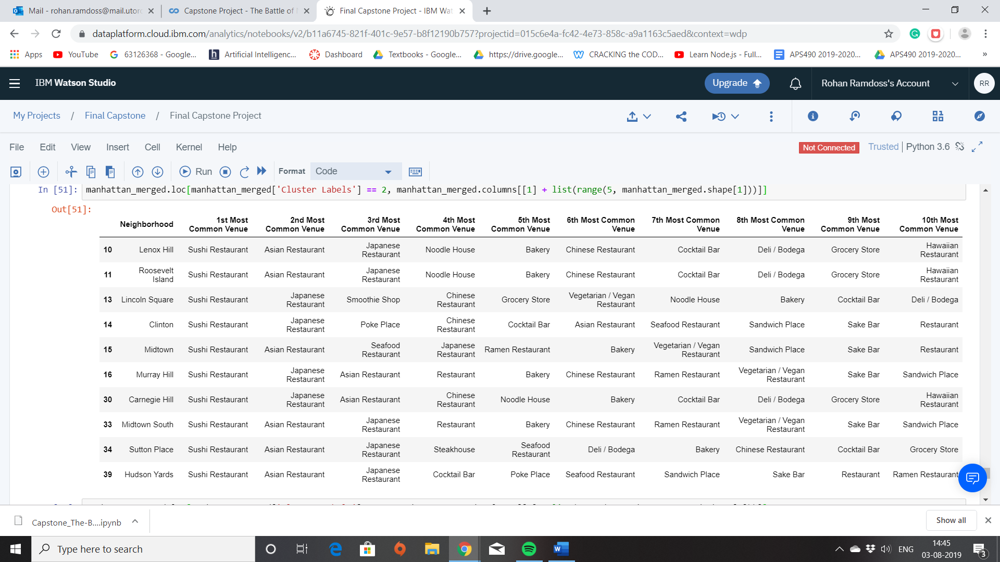 Mail - rohan.ramdoss@mail.utor
Capstone Project - The Battle of
Final Capstone Project - IBM Wat
dataplatform.cloud.ibm.com/analytics/notebooks/v2/b11a6745-821f-401c-9e57-b8f12190b757?projectid=015c6e4a-fc42-4e73-858c-a9a1163c5aed&context=wdp
Apps YouTube 63126368 - Google... Artificial Intelligenc... Dashboard Textbooks - Google... https://drive.google... CRACKING the COD... Learn Node.js - Full... APS490 2019-2020... APS490 2019-2020... »
IBM Watson Studio Upgrade Rohan Ramdoss's Account RR
My Projects / Final Capstone / Final Capstone Project
File Edit View Insert Cell Kernel Help Not Connected Trusted | Python 3.6
Run Format Code
In [51]: manhattan_merged.loc[manhattan_merged['Cluster Labels'] == 2, manhattan_merged.columns[[1] + list(range(5, manhattan_merged.shape[1]))]]
Out[51]:
Neighborhood 1st Most Common Venue 2nd Most Common Venue 3rd Most Common Venue 4th Most Common Venue 5th Most Common Venue 6th Most Common Venue 7th Most Common Venue 8th Most Common Venue 9th Most Common Venue 10th Most Common Venue
10 Lenox Hill Sushi Restaurant Asian Restaurant Japanese Restaurant Noodle House Bakery Chinese Restaurant Cocktail Bar Deli / Bodega Grocery Store Hawaiian Restaurant
11 Roosevelt Island Sushi Restaurant Asian Restaurant Japanese Restaurant Noodle House Bakery Chinese Restaurant Cocktail Bar Deli / Bodega Grocery Store Hawaiian Restaurant
13 Lincoln Square Sushi Restaurant Japanese Restaurant Smoothie Shop Chinese Restaurant Grocery Store Vegetarian / Vegan Restaurant Noodle House Bakery Cocktail Bar Deli / Bodega
14 Clinton Sushi Restaurant Japanese Restaurant Poke Place Chinese Restaurant Cocktail Bar Asian Restaurant Seafood Restaurant Sandwich Place Sake Bar Restaurant
15 Midtown Sushi Restaurant Asian Restaurant Seafood Restaurant Japanese Restaurant Ramen Restaurant Bakery Vegetarian / Vegan Restaurant Sandwich Place Sake Bar Restaurant
16 Murray Hill Sushi Restaurant Japanese Restaurant Asian Restaurant Restaurant Bakery Chinese Restaurant Ramen Restaurant Vegetarian / Vegan Restaurant Sake Bar Sandwich Place
30 Carnegie Hill Sushi Restaurant Japanese Restaurant Asian Restaurant Chinese Restaurant Noodle House Bakery Cocktail Bar Deli / Bodega Grocery Store Hawaiian Restaurant
33 Midtown South Sushi Restaurant Asian Restaurant Japanese Restaurant Restaurant Bakery Chinese Restaurant Ramen Restaurant Vegetarian / Vegan Restaurant Sake Bar Sandwich Place
34 Sutton Place Sushi Restaurant Asian Restaurant Japanese Restaurant Steakhouse Seafood Restaurant Deli / Bodega Bakery Chinese Restaurant Cocktail Bar Grocery Store
39 Hudson Yards Sushi Restaurant Asian Restaurant Japanese Restaurant Cocktail Bar Poke Place Seafood Restaurant Sandwich Place Sake Bar Restaurant Ramen Restaurant
Capstone_The-B....ipynb Show all
Type here to search ENG 14:45
03-08-2019 3